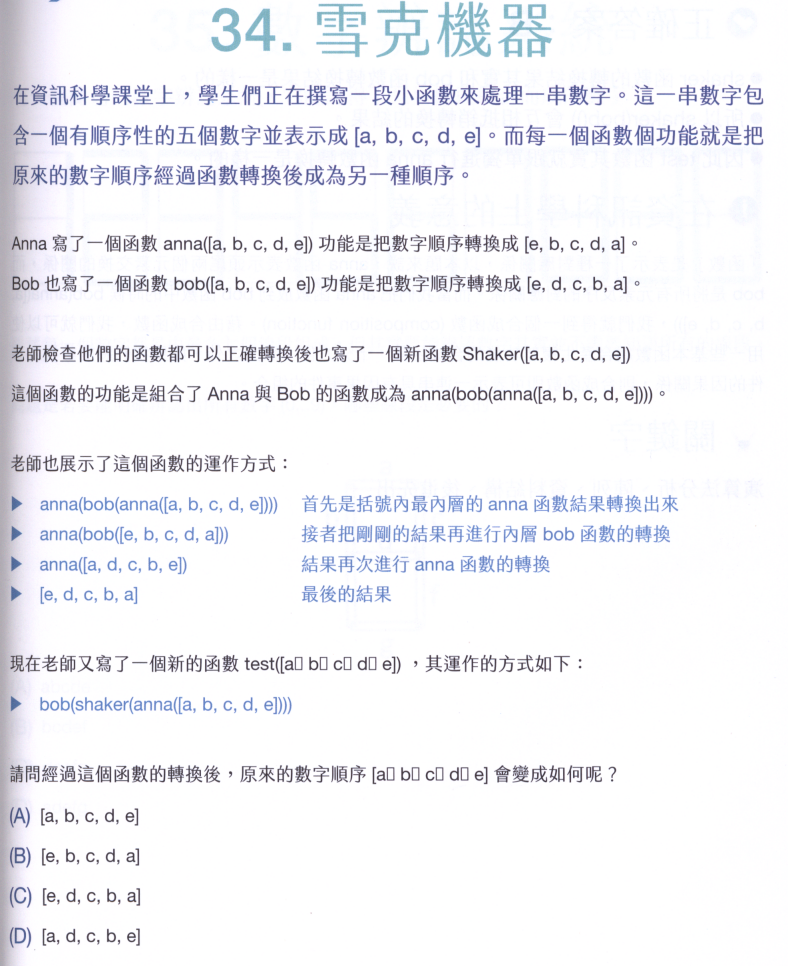 34. 雪克機器
在資訊科學課堂上，學生們正在撰寫一段小函數來處理一串數字。這一串數字包
含一個有順序性的五個數字並表示成 [a, b, c, d, e]。而每一個函數個功能就是把
原來的數字順序經過函數轉換後成為另一種順序。
Anna 寫了一個函數 anna([a, b, c, d, e]) 功能是把數字順序轉換成 [e, b, c, d, a]。
Bob 也寫了一個函數 bob([a, b, c, d, e]) 功能是把數字順序轉換成 [e, d, c, b, a]。
老師檢查他們的函數都可以正確轉換後也寫了一個新函數 Shaker([a, b, c, d, e])
這個函數的功能是組合了 Anna 與 Bob 的函數成為 anna(bob(anna([a, b, c, d, e])))。
老師也展示了這個函數的運作方式：
▶ anna(bob(anna([a, b, c, d, e]))) 首先是括號內最內層的 anna 函數結果轉換出來
▶ anna(bob([e, b, c, d, a])) 接者把剛剛的結果再進行內層 bob 函數的轉換
▶ anna([a, d, c, b, e]) 結果再次進行 anna 函數的轉換
▶ [e, d, c, b, a] 最後的結果
現在老師又寫了一個新的函數 test([a▯ b▯ c▯ d▯ e]) ，其運作的方式如下：
▶ bob(shaker(anna([a, b, c, d, e])))
請問經過這個函數的轉換後，原來的數字順序 [a▯ b▯ c▯ d▯ e] 會變成如何呢？
(A) [a, b, c, d, e]
(B) [e, b, c, d, a]
(C) [e, d, c, b, a]
(D) [a, d, c, b, e]